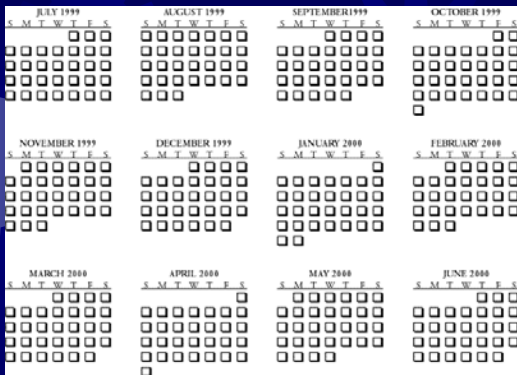 JULY 1999
S M T W T F S
AUGUST 1999
S M T W T F S
SEPTEMBER1999
S M T W T F S
OCTOBER 1999
S M T W T F S
NOVEMBER 1999
S M T W T F S
DECEMBER 1999
S M T W T F S
JANUARY 2000
S M T W T F S
FEBRUARY 2000
S M T W T F S
MARCH 2000
S M T W T F S
APRIL 2000
S M T W T F S
MAY 2000
S M T W T F S
JUNE 2000
S M T W T F S